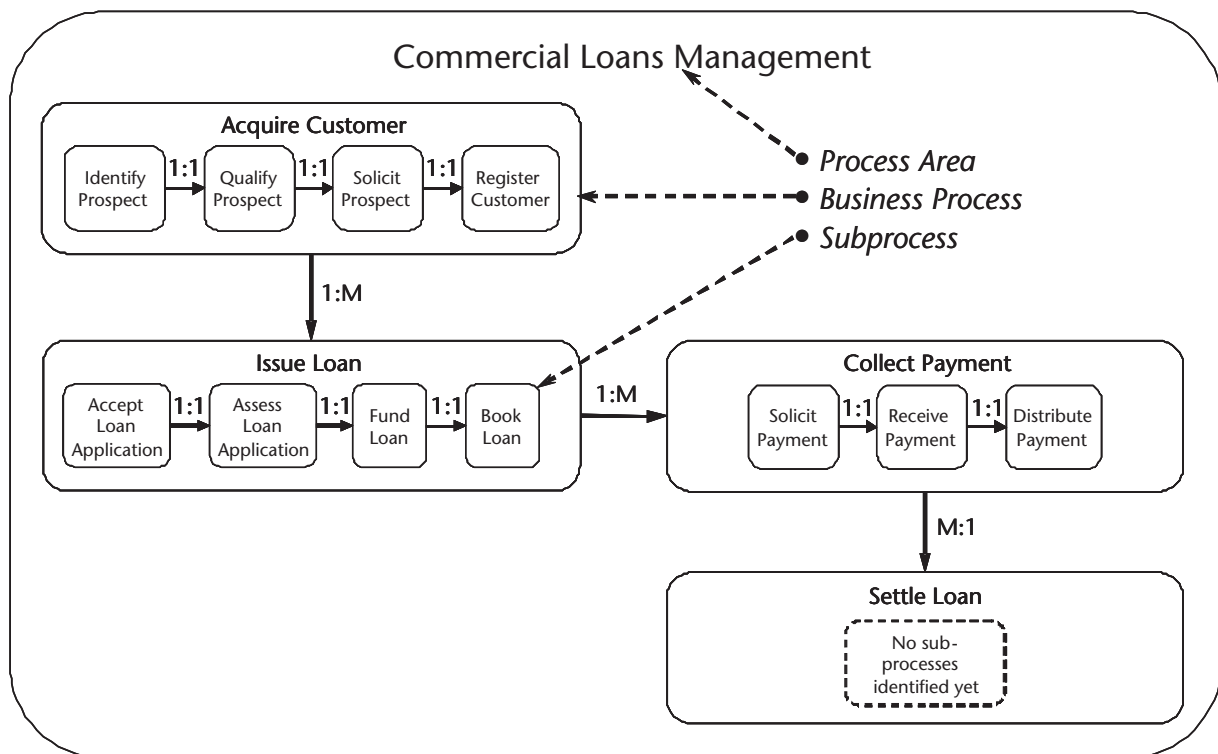 Commercial Loans Management
Acquire Customer
1:1
1:1
1:1
Identify
Prospect
Qualify
Prospect
Solicit
Prospect
Register
Customer
Process Area
Business Process
Subprocess
1:M
Issue Loan
Accept
Loan
Application
1:1
Assess
Loan
Application
1:1
Fund
Loan
1:1
Book
Loan
1:M
Collect Payment
Solicit
Payment
1:1
Receive
Payment
1:1
Distribute
Payment
M:1
Settle Loan
No sub-
processes
identified yet